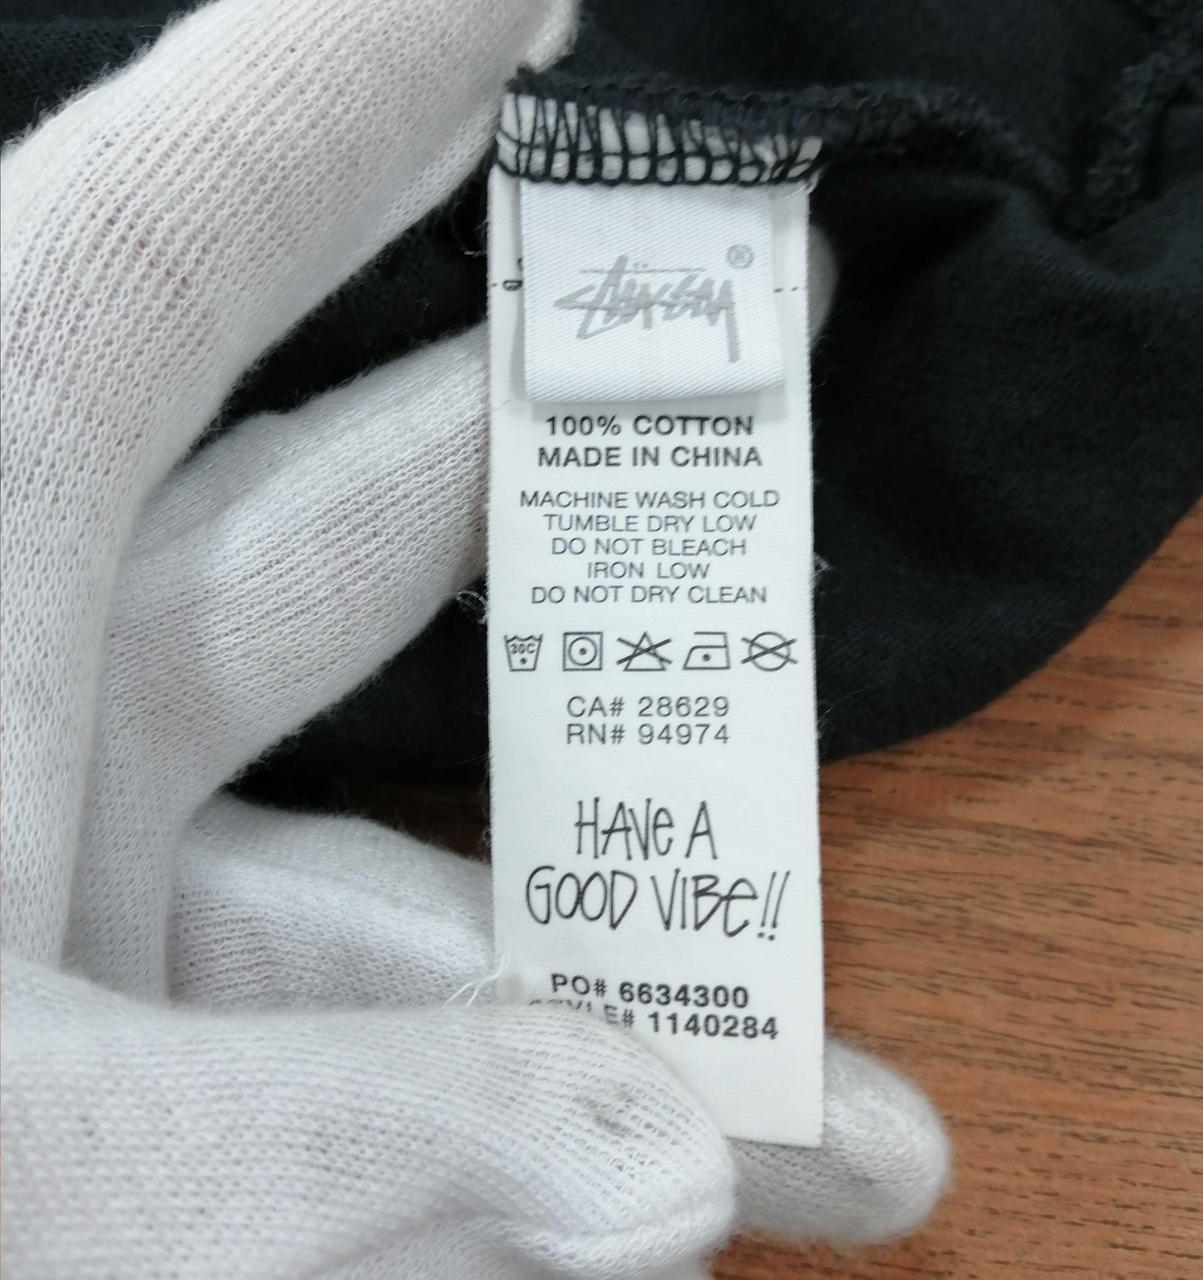 Stüssy ®
100% COTTON
MADE IN CHINA
MACHINE WASH COLD
TUMBLE DRY LOW
DO NOT BLEACH
IRON LOW
DO NOT DRY CLEAN
30C
CA# 28629
RN# 94974
HAVe A
GOOD VIBe!!
PO# 6634300
STYLE# 1140284